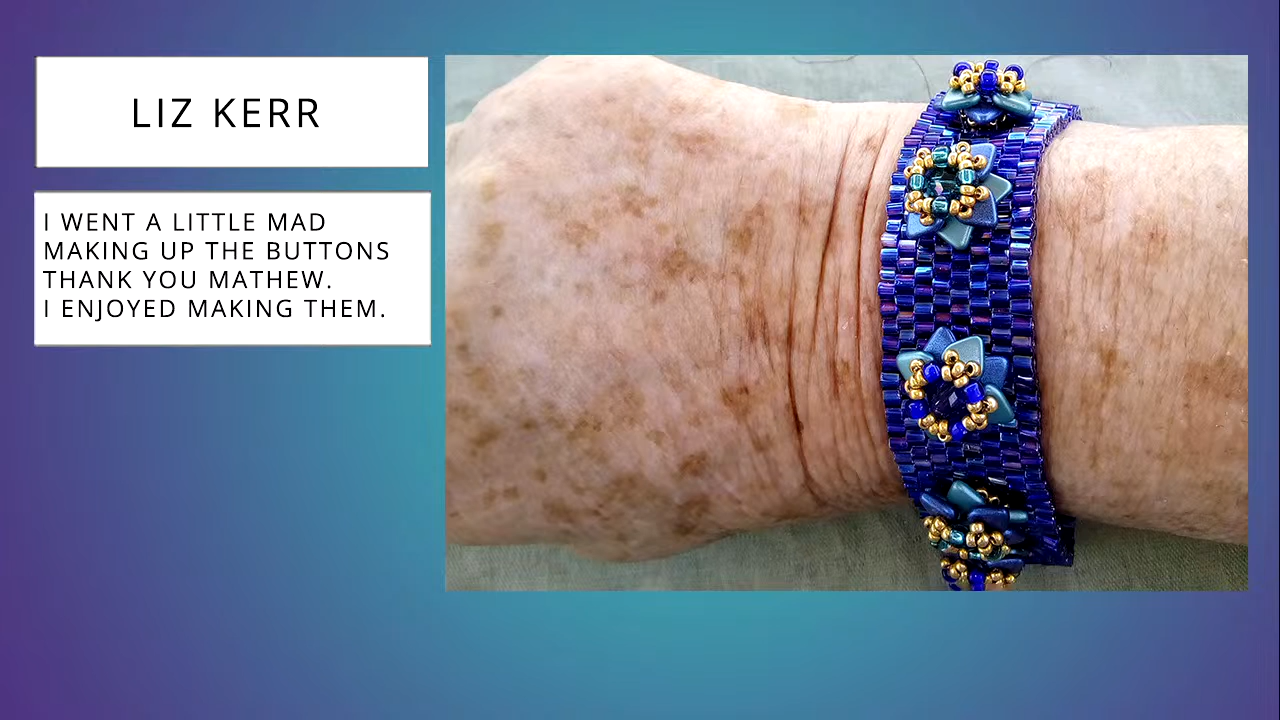 LIZ KERR
I WENT A LITTLE MAD
MAKING UP THE BUTTONS
THANK YOU MATHEW.
I ENJOYED MAKING THEM.